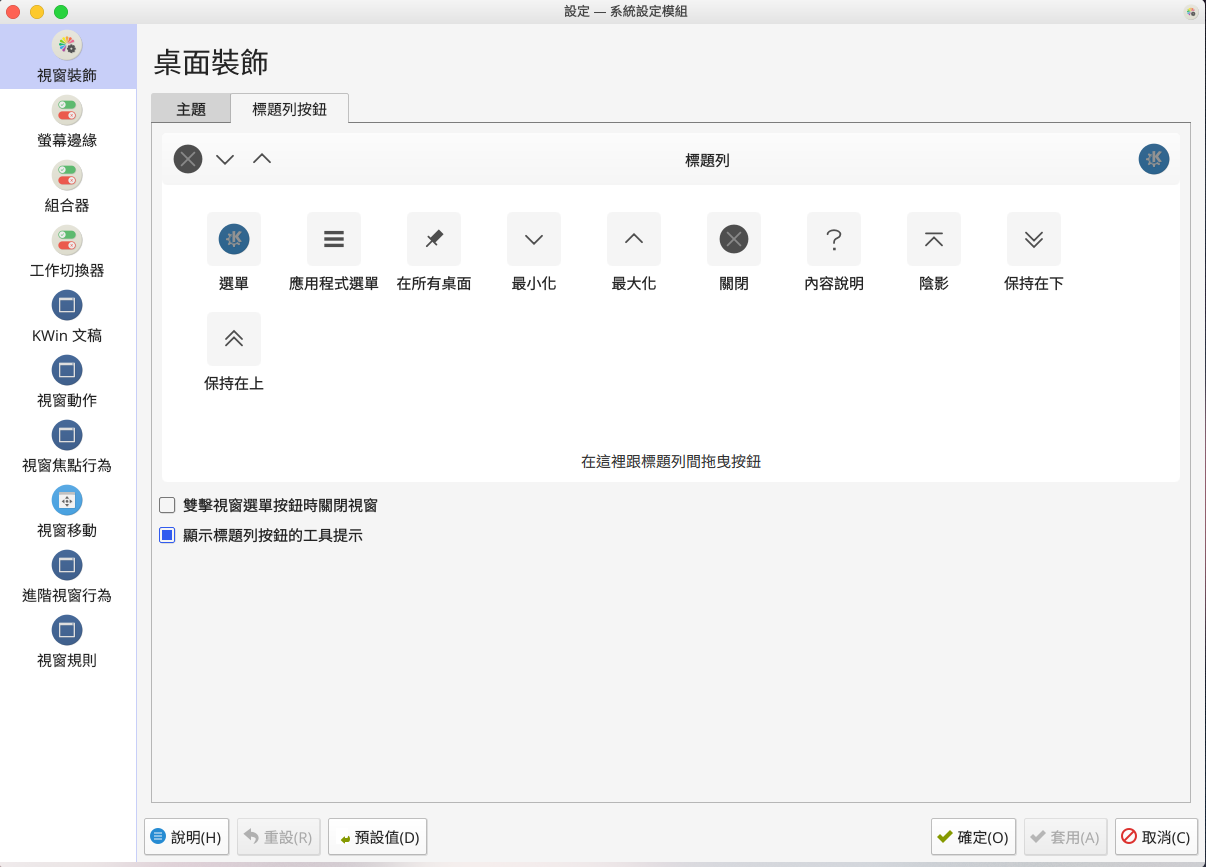 設定 — 系統設定模組
視窗裝飾
螢幕邊緣
組合器
工作切換器
KWin 文稿
視窗動作
視窗焦點行為
視窗移動
進階視窗行為
視窗規則
桌面裝飾
主題
標題列按鈕
標題列
選單
應用程式選單
在所有桌面
最小化
最大化
關閉
內容說明
陰影
保持在下
保持在上
在這裡跟標題列間拖曳按鈕
雙擊視窗選單按鈕時關閉視窗
顯示標題列按鈕的工具提示
說明(H)
重設(R)
預設值(D)
確定(O)
套用(A)
取消(C)